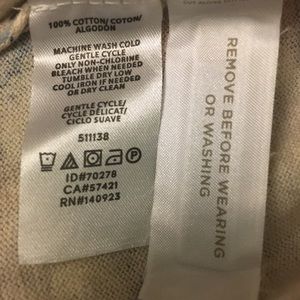 100% COTTON/ COTON/
ALGODON
MACHINE WASH COLD
GENTLE CYCLE
ONLY NON-CHLORINE
BLEACH WHEN NEEDED
TUMBLE DRY LOW
COOL IRON IF NEEDED
OR DRY CLEAN
GENTLE CYCLE/
CYCLE DÉLICAT/
CICLO SUAVE
511138
ID#70278
CA#57421
RN#140923
REMOVE BEFORE WEARING
OR WASHING